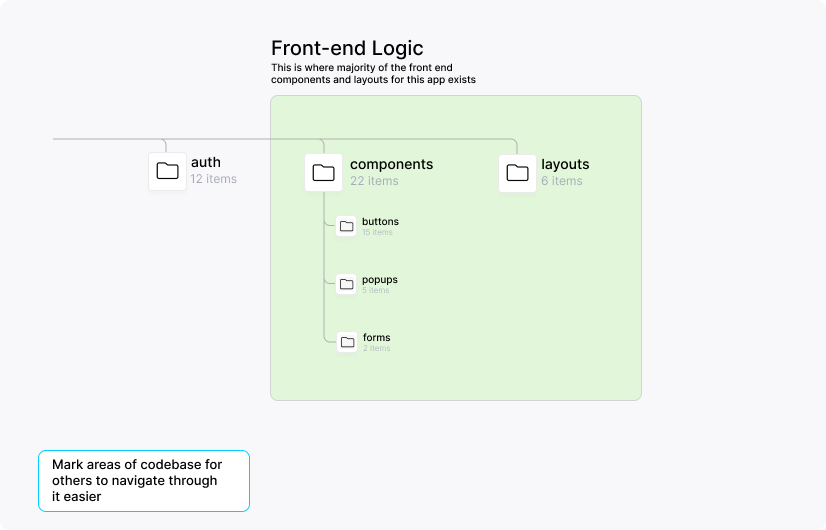 Front-end Logic
This is where majority of the front end
components and layouts for this app exists
auth
12 items
components
22 items
layouts
6 items
buttons
15 items
popups
5 items
forms
2 items
Mark areas of codebase for
others to navigate through
it easier